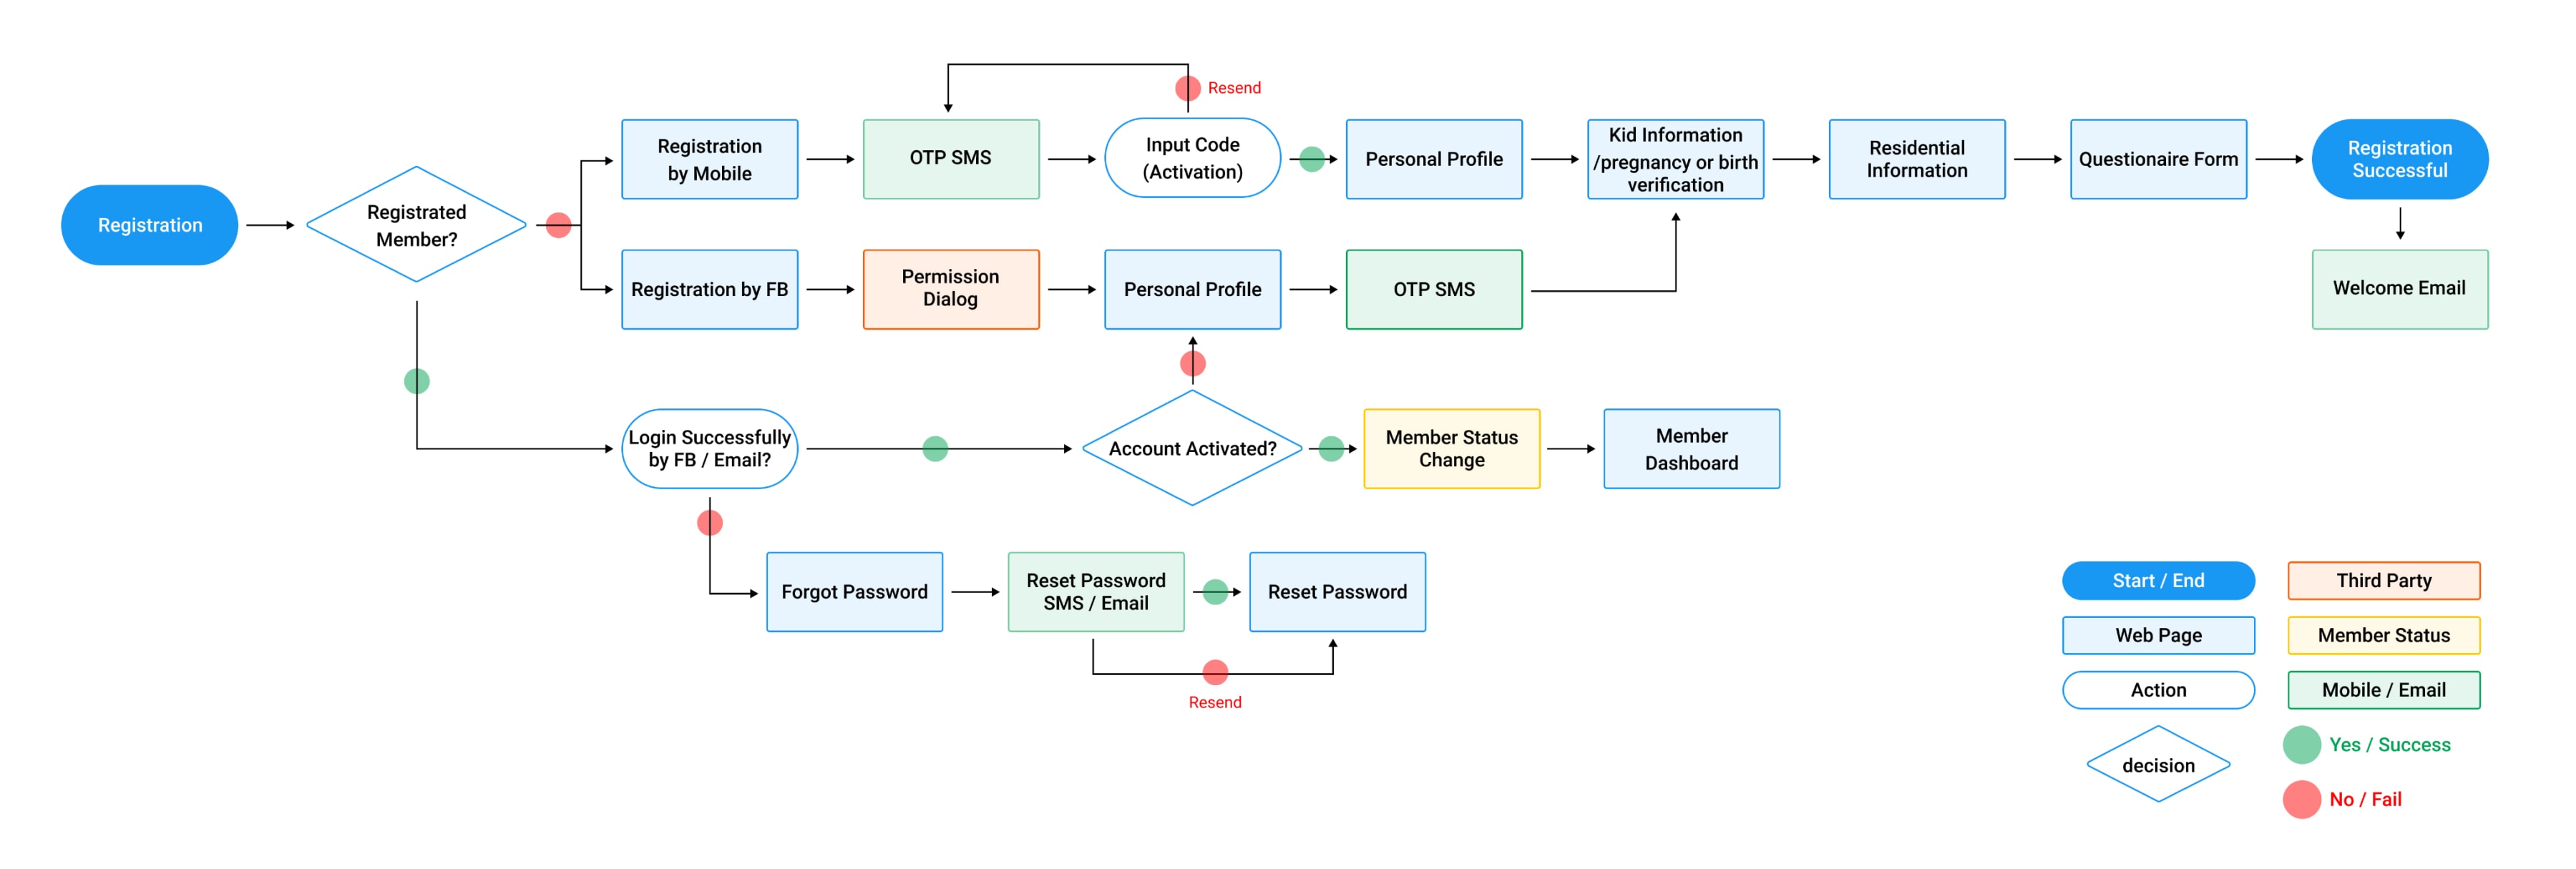 Resend
Registration
by Mobile
OTP SMS
Input Code
(Activation)
Personal Profile
Kid Information
/pregnancy or birth
verification
Residential
Information
Questionaire Form
Registration
Successful
Registration
Registrated
Member?
Registration by FB
Permission
Dialog
Personal Profile
OTP SMS
Welcome Email
Login Successfully
by FB / Email?
Account Activated?
Member Status
Change
Member
Dashboard
Forgot Password
Reset Password
SMS / Email
Reset Password
Resend
Start / End
Third Party
Web Page
Member Status
Action
Mobile / Email
decision
Yes / Success
No / Fail